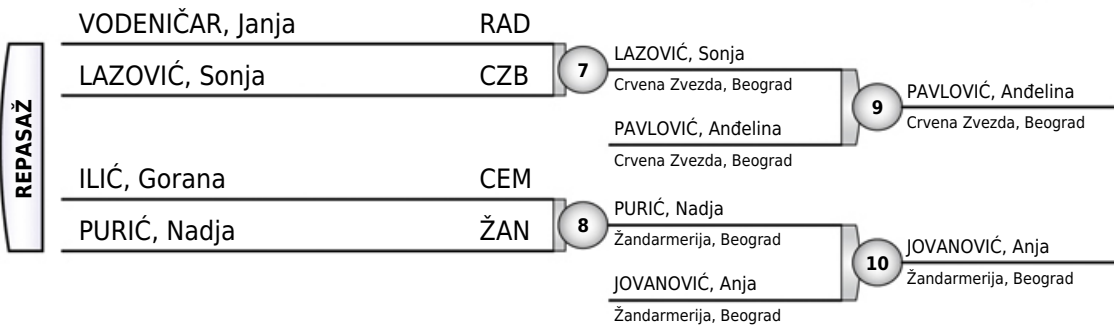 VODENIČAR, Janja RAD
LAZOVIĆ, Sonja CZB
REPASAŽ
ILIĆ, Gorana CEM
PURIĆ, Nadja ŽAN
7
LAZOVIĆ, Sonja
Crvena Zvezda, Beograd
PAVLOVIĆ, Anđelina
Crvena Zvezda, Beograd
8
PURIĆ, Nadja
Žandarmerija, Beograd
JOVANOVIĆ, Anja
Žandarmerija, Beograd
9
PAVLOVIĆ, Anđelina
Crvena Zvezda, Beograd
10
JOVANOVIĆ, Anja
Žandarmerija, Beograd